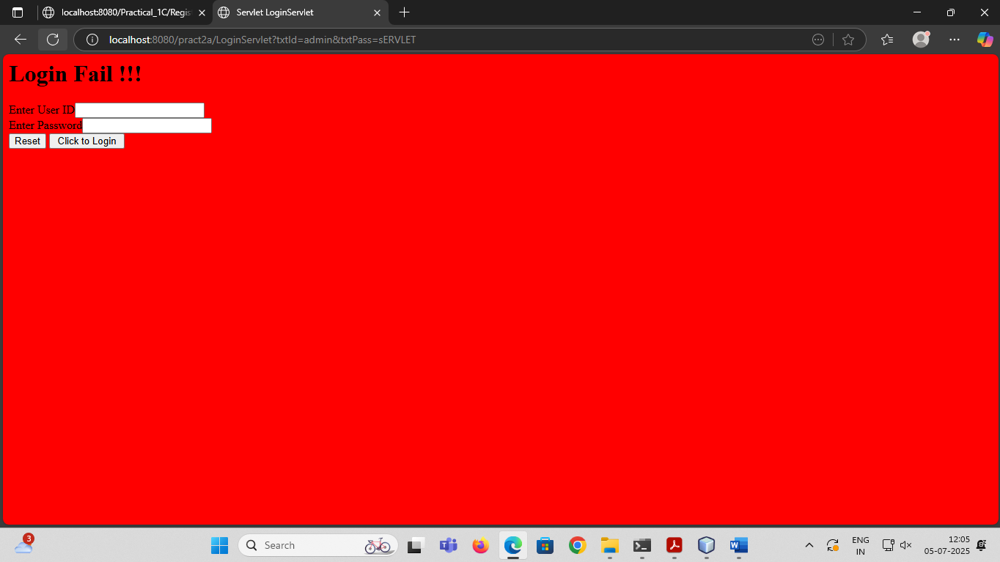 localhost:8080/Practical_1C/Regis
Servlet LoginServlet
localhost:8080/pract2a/LoginServlet?txtId=admin&txtPass=sERVLET
Login Fail !!!
Enter User ID
Enter Password
Reset Click to Login
3
Search
ENG
IN
12:05
05-07-2025